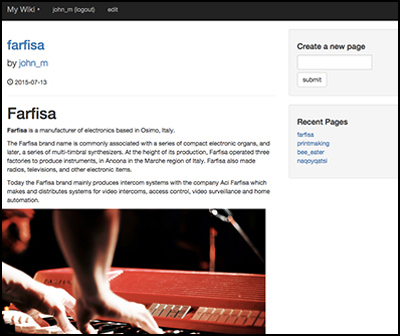 My Wiki
john_m (logout)
edit
farfisa
by john_m
2015-07-13
Farfisa
Farfisa is a manufacturer of electronics based in Osimo, Italy.
The Farfisa brand name is commonly associated with a series of compact electronic organs, and
later, a series of multi-timbral synthesizers. At the height of its production, Farfisa operated three
factories to produce instruments, in Ancona in the Marche region of Italy. Farfisa also made
radios, televisions, and other electronic items.
Today the Farfisa brand mainly produces intercom systems with the company Aci Farfisa which
makes and distributes systems for video intercoms, access control, video surveillance and home
automation.
Create a new page
submit
Recent Pages
farfisa
printmaking
bee_eater
naqoyqatsi